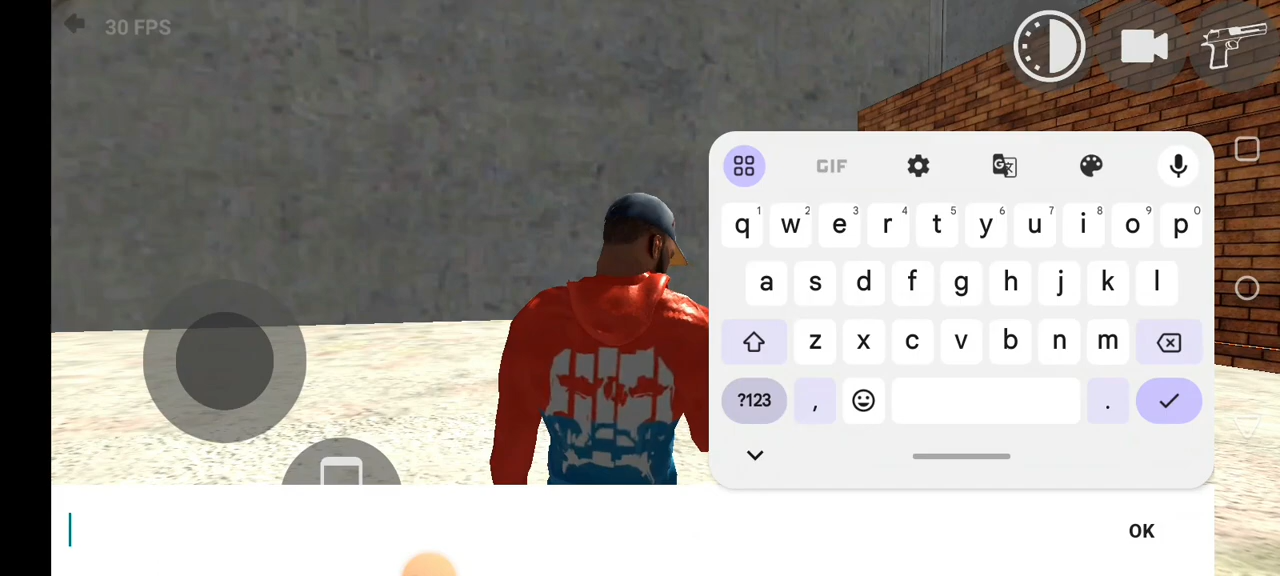 30 FPS
GIF
q1 w2 e3 r4 t5 y6 u7 i8 o9 p0
a s d f g h j k l
z x c v b n m
?123 , .
OK